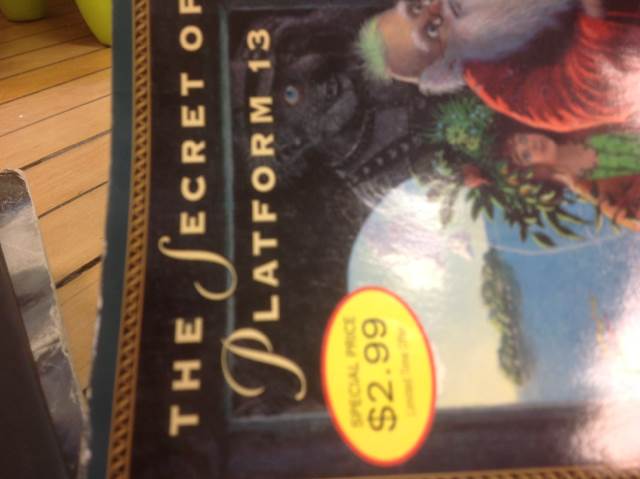 THE SECRET OF
PLATFORM 13
SPECIAL PRICE
$2.99
Limited Time Offer